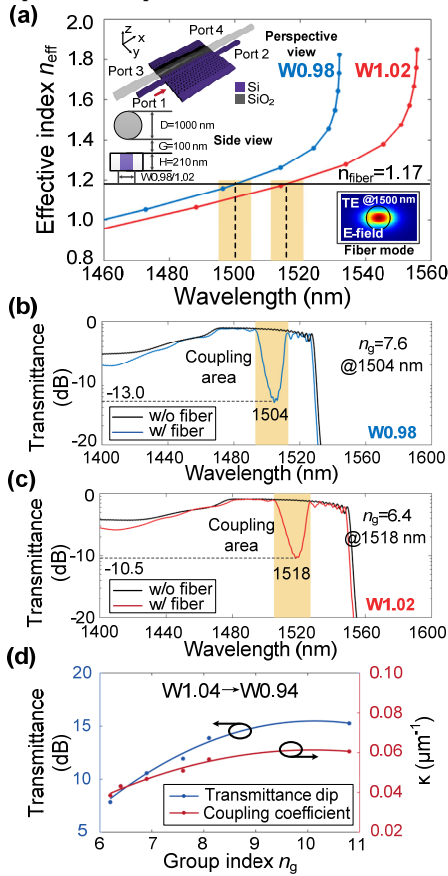 (a)
Effective index neff
2.0
1.8
1.6
1.4
1.2
1.0
0.8
z
x
y
Port 4
Port 2
Port 3
Port 1
Perspective
view
Si
SiO2
W0.98
W1.02
D=1000 nm
Side view
G=100 nm
H=210 nm
W0.98/1.02
nfiber=1.17
TE @1500 nm
E-field
Fiber mode
1460 1480 1500 1520 1540 1560
Wavelength (nm)
(b)
Transmittance
(dB)
0
-10
-20
Coupling
area
ng=7.6
@1504 nm
-13.0
1504
w/o fiber
w/ fiber
W0.98
1400 1440 1480 1520 1560 1600
Wavelength (nm)
(c)
Transmittance
(dB)
0
-10
-20
Coupling
area
ng=6.4
@1518 nm
-10.5
1518
w/o fiber
w/ fiber
W1.02
1400 1440 1480 1520 1560 1600
Wavelength (nm)
(d)
Transmittance
(dB)
20
15
10
5
W1.04→W0.94
0.10
0.08
0.06
0.04
0.02
κ (μm-1)
Transmittance dip
Coupling coefficient
6 7 8 9 10 11
Group index ng